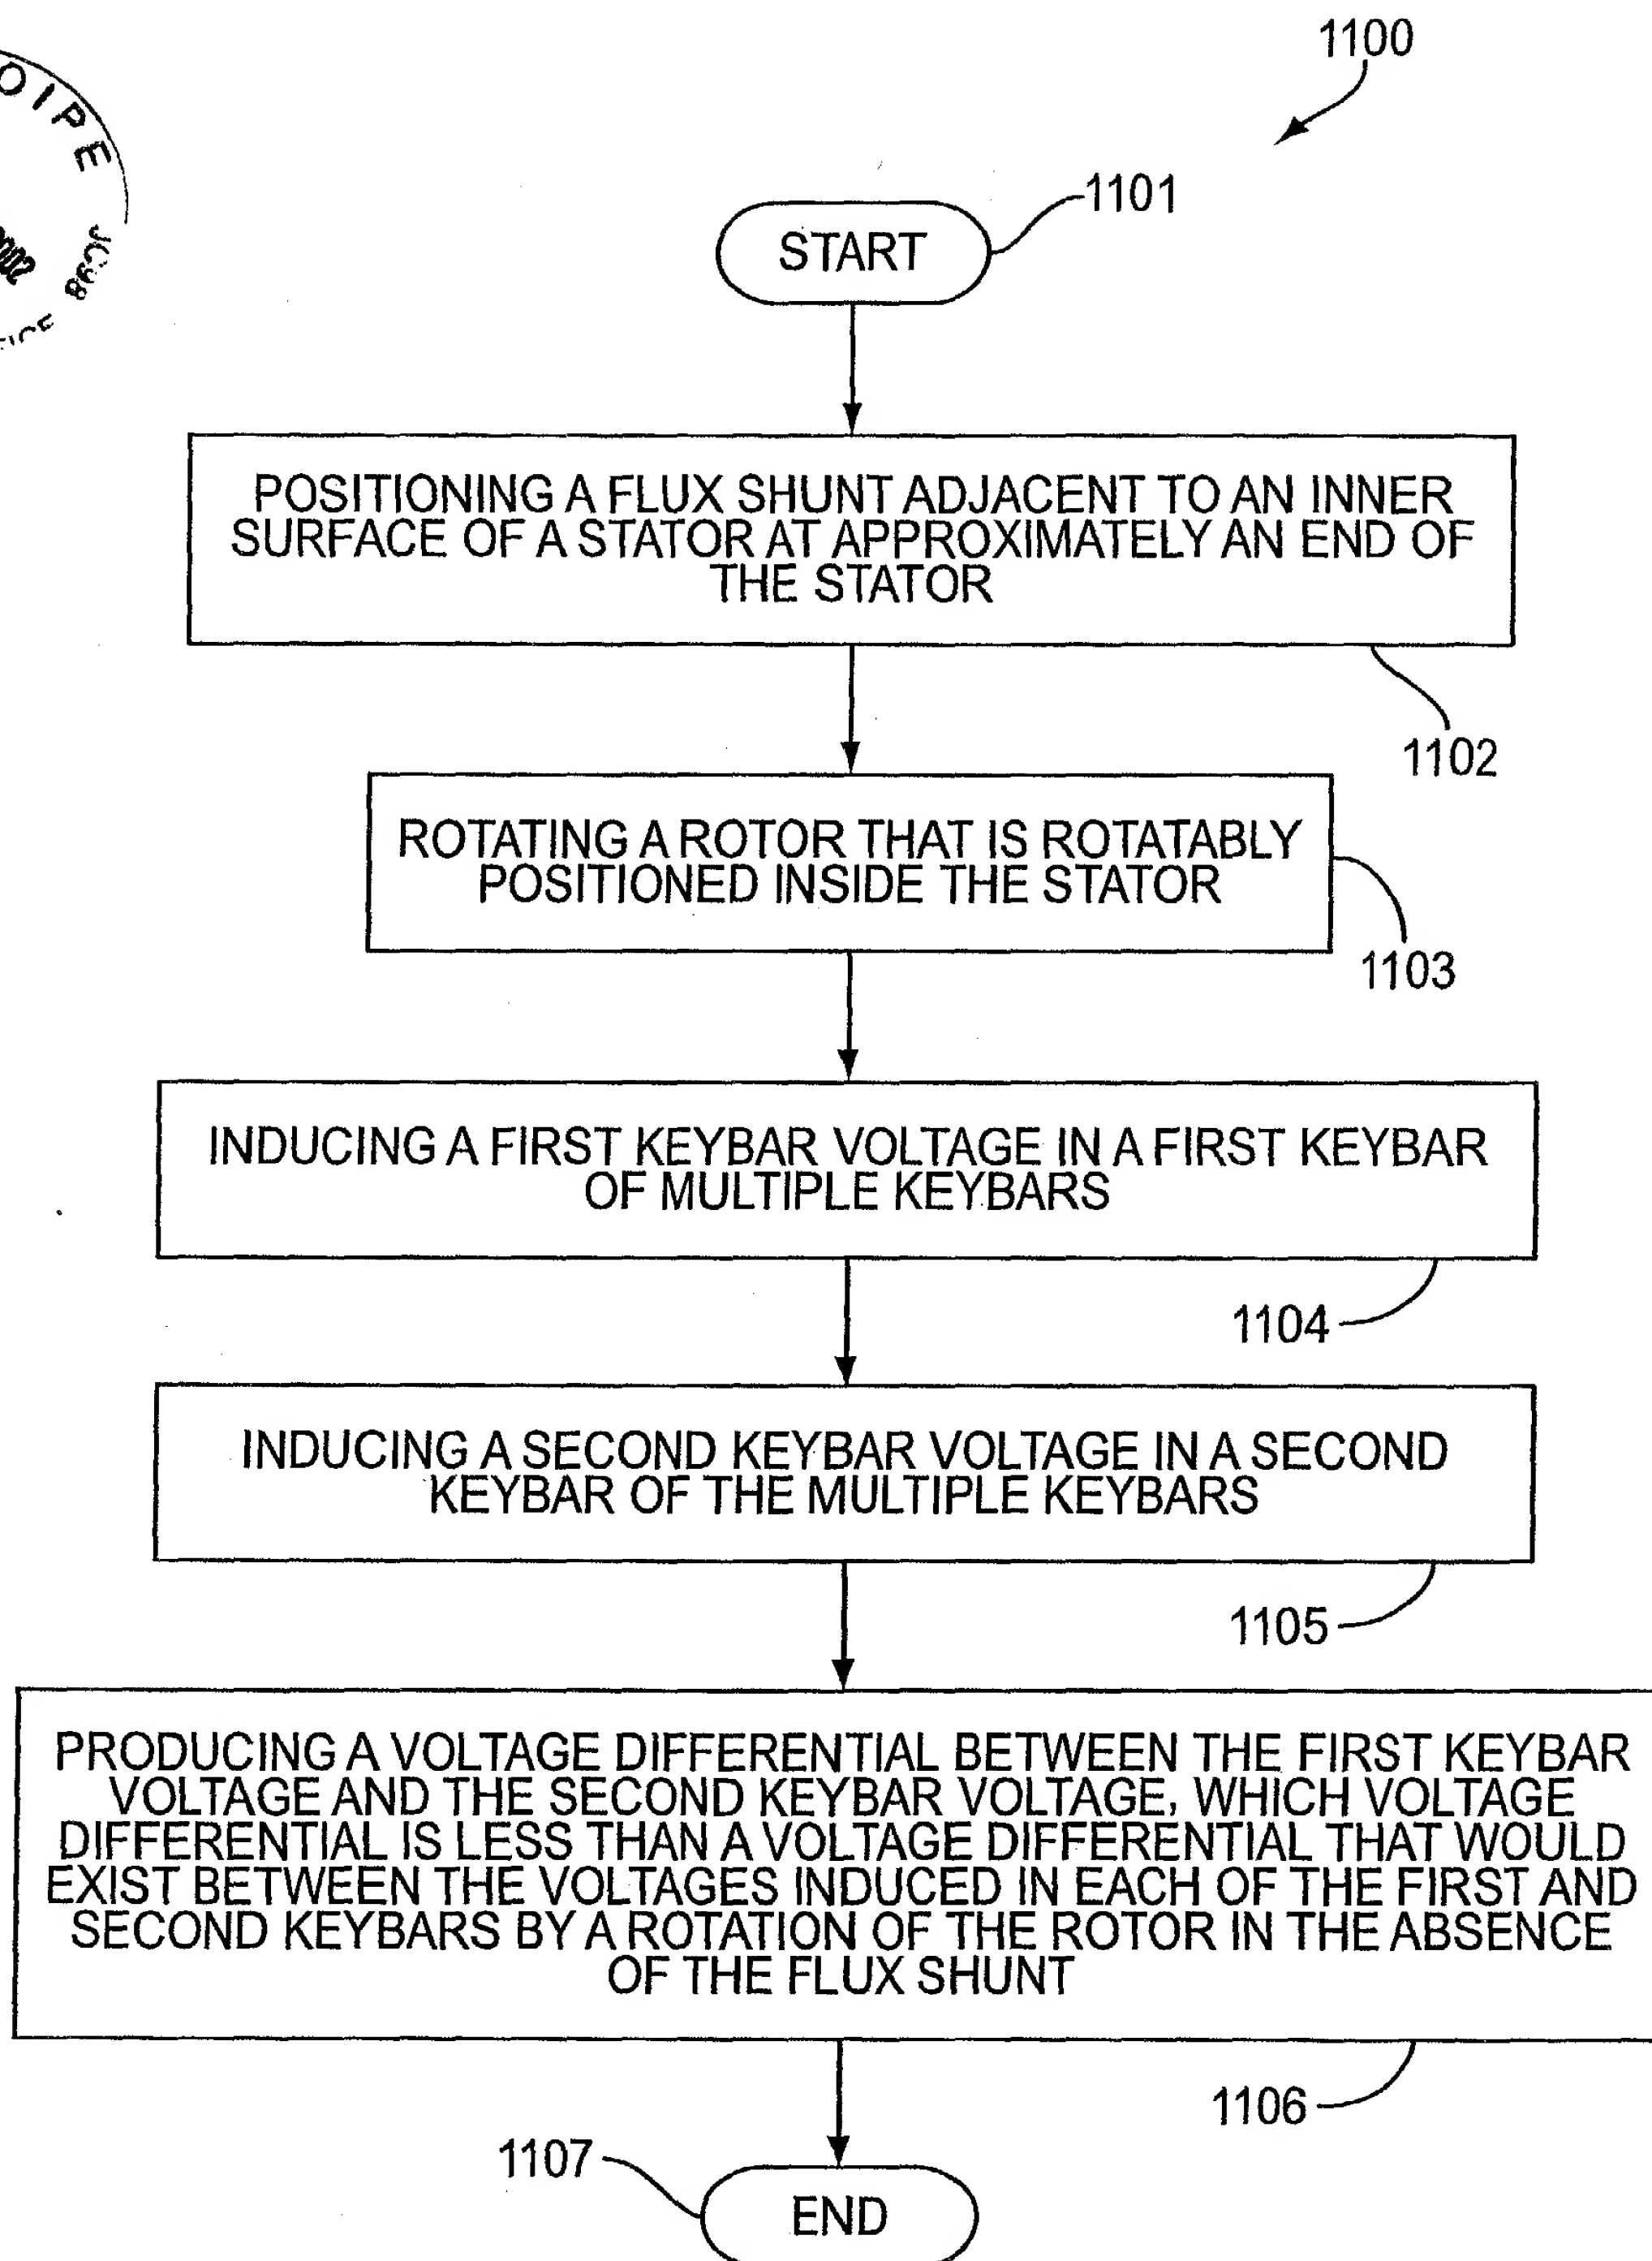 OIPE
JC98
1100
1101
START
POSITIONING A FLUX SHUNT ADJACENT TO AN INNER
SURFACE OF A STATOR AT APPROXIMATELY AN END OF
THE STATOR
1102
ROTATING A ROTOR THAT IS ROTATABLY
POSITIONED INSIDE THE STATOR
1103
INDUCING A FIRST KEYBAR VOLTAGE IN A FIRST KEYBAR
OF MULTIPLE KEYBARS
1104
INDUCING A SECOND KEYBAR VOLTAGE IN A SECOND
KEYBAR OF THE MULTIPLE KEYBARS
1105
PRODUCING A VOLTAGE DIFFERENTIAL BETWEEN THE FIRST KEYBAR
VOLTAGE AND THE SECOND KEYBAR VOLTAGE, WHICH VOLTAGE
DIFFERENTIAL IS LESS THAN A VOLTAGE DIFFERENTIAL THAT WOULD
EXIST BETWEEN THE VOLTAGES INDUCED IN EACH OF THE FIRST AND
SECOND KEYBARS BY A ROTATION OF THE ROTOR IN THE ABSENCE
OF THE FLUX SHUNT
1106
1107
END